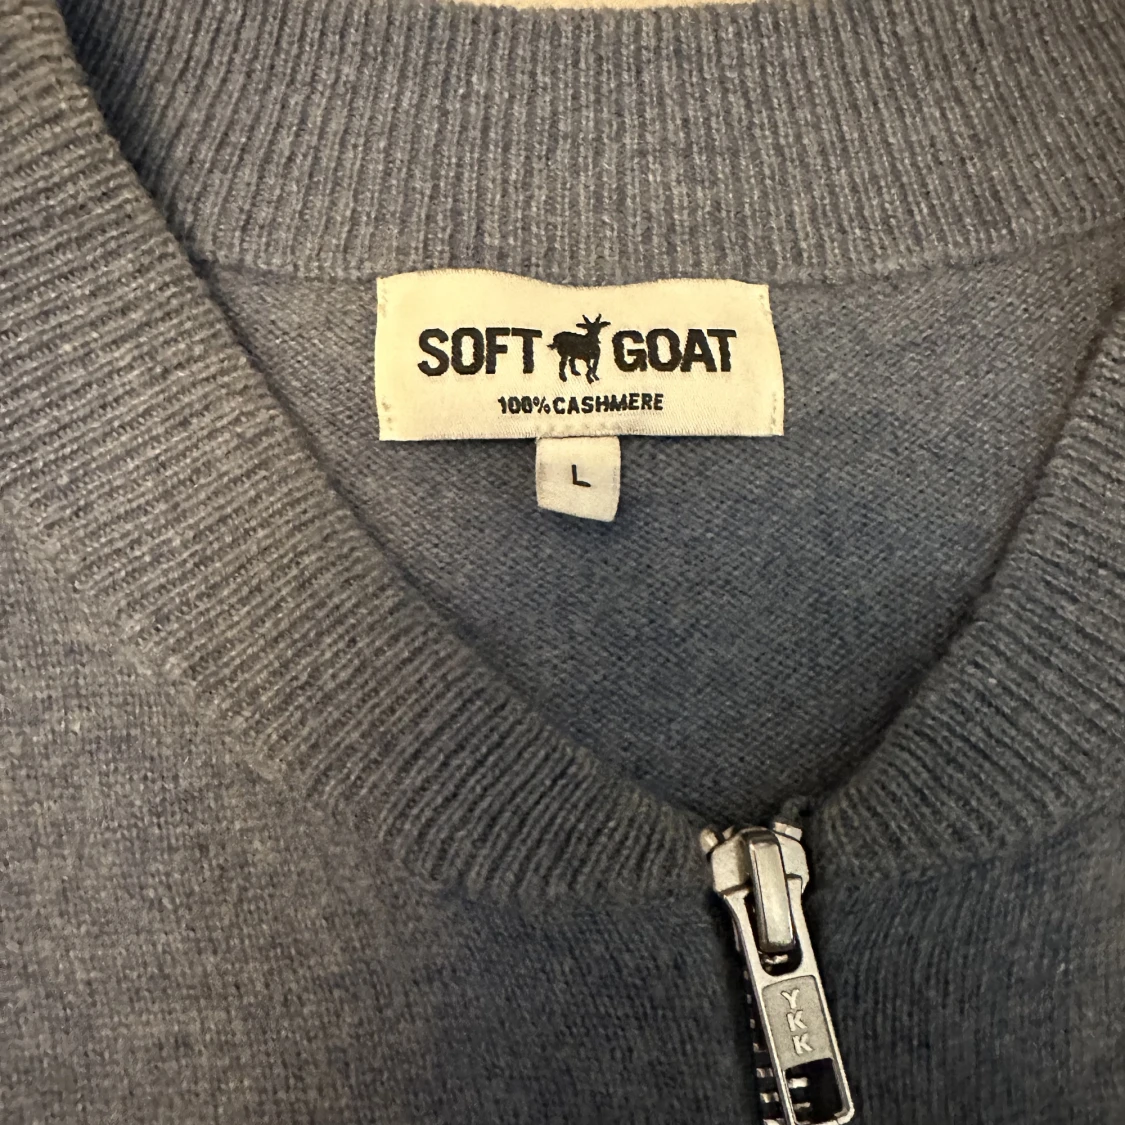 SOFT GOAT
100% CASHMERE
L
YKK